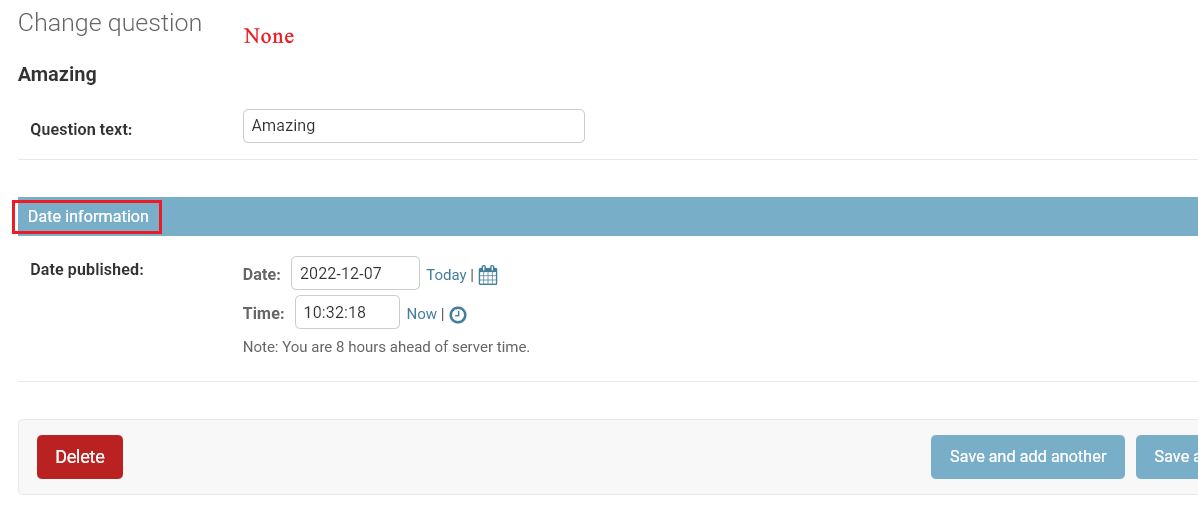 Change question
None
Amazing
Question text: Amazing
Date information
Date published: Date: 2022-12-07 Today |
Time: 10:32:18 Now |
Note: You are 8 hours ahead of server time.
Delete Save and add another Save a